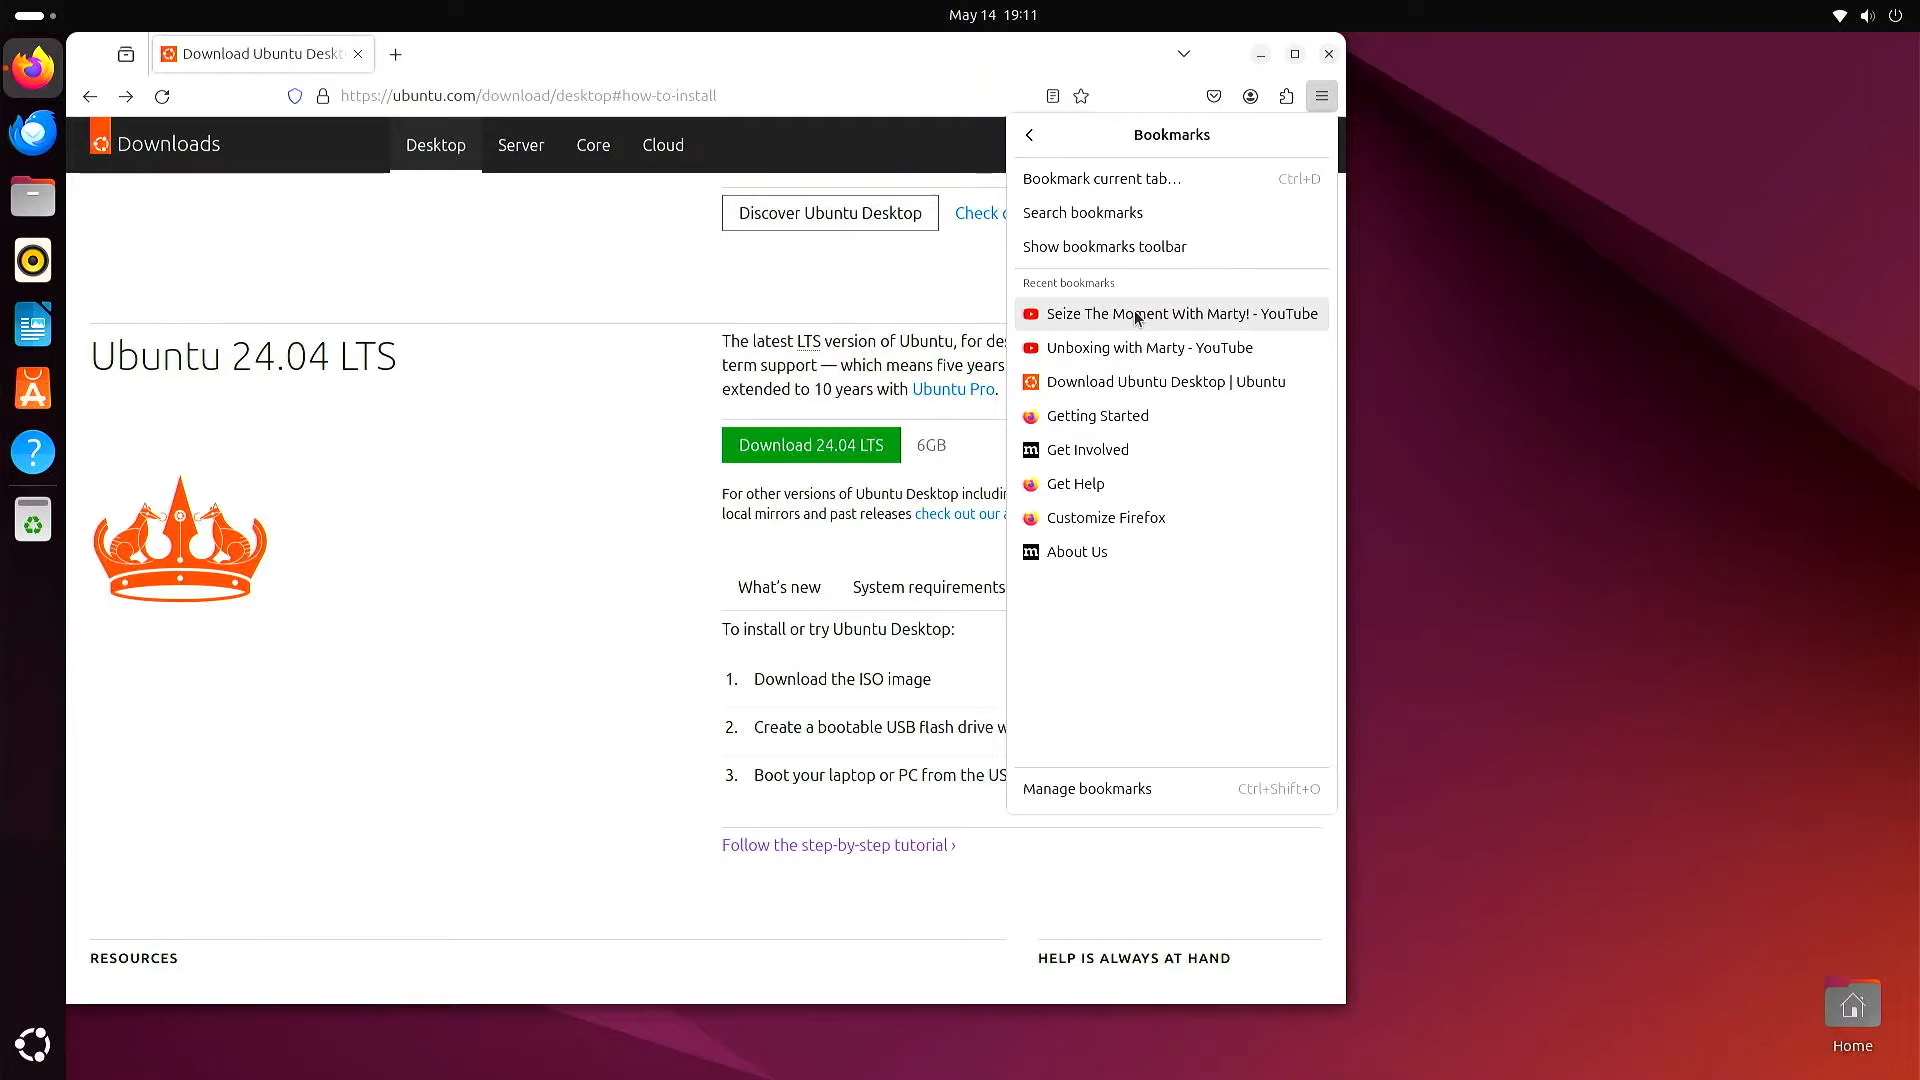 May 14 19:11
Download Ubuntu Deskt
https://ubuntu.com/download/desktop#how-to-install
Downloads
Desktop
Server
Core
Cloud
Discover Ubuntu Desktop
Check
Ubuntu 24.04 LTS
The latest LTS version of Ubuntu, for
term support — which means five years
extended to 10 years with Ubuntu Pro.
Download 24.04 LTS
6GB
For other versions of Ubuntu Desktop
local mirrors and past releases check out our
What's new
System requirements
To install or try Ubuntu Desktop:
1. Download the ISO image
2. Create a bootable USB flash drive
3. Boot your laptop or PC from the
Follow the step-by-step tutorial ›
RESOURCES
HELP IS ALWAYS AT HAND
Bookmarks
Bookmark current tab… Ctrl+D
Search bookmarks
Show bookmarks toolbar
Recent bookmarks
Seize The Moment With Marty! - YouTube
Unboxing with Marty - YouTube
Download Ubuntu Desktop | Ubuntu
Getting Started
m Get Involved
Get Help
Customize Firefox
m About Us
Manage bookmarks Ctrl+Shift+O
Home